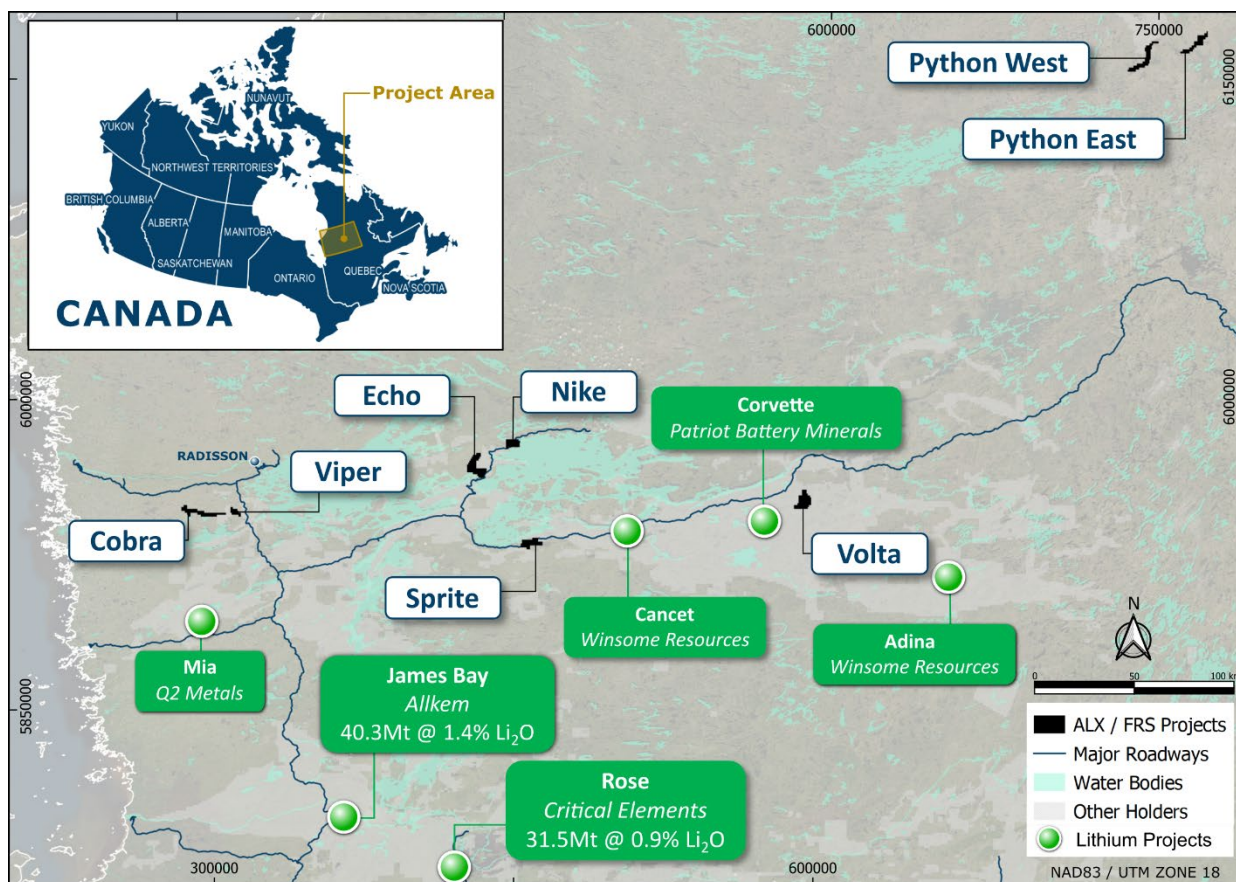 600000
750000
6150000
Python West
Python East
Project Area
NUNAVUT
YUKON
NORTHWEST TERRITORIES
BRITISH COLUMBIA
ALBERTA
MANITOBA
SASKATCHEWAN
ONTARIO
QUEBEC
NOVA SCOTIA
CANADA
6000000
6000000
Echo
Nike
Corvette
Patriot Battery Minerals
RADISSON
Viper
Cobra
Sprite
Volta
Cancet
Winsome Resources
Adina
Winsome Resources
Mia
Q2 Metals
James Bay
Allkem
40.3Mt @ 1.4% Li₂O
Rose
Critical Elements
31.5Mt @ 0.9% Li₂O
5850000
N
0 50 100 km
ALX / FRS Projects
Major Roadways
Water Bodies
Other Holders
Lithium Projects
300000
600000
NAD83 / UTM ZONE 18